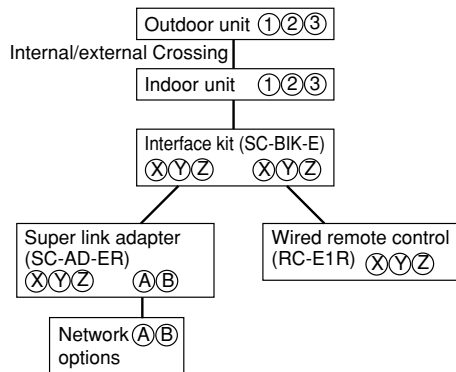 Outdoor unit ①②③
Internal/external Crossing
Indoor unit ①②③
Interface kit (SC-BIK-E)
ⓍⓎⓏ ⓍⓎⓏ
Super link adapter
(SC-AD-ER)
ⓍⓎⓏ ⒶⒷ
Wired remote control
(RC-E1R) ⓍⓎⓏ
Network ⒶⒷ
options